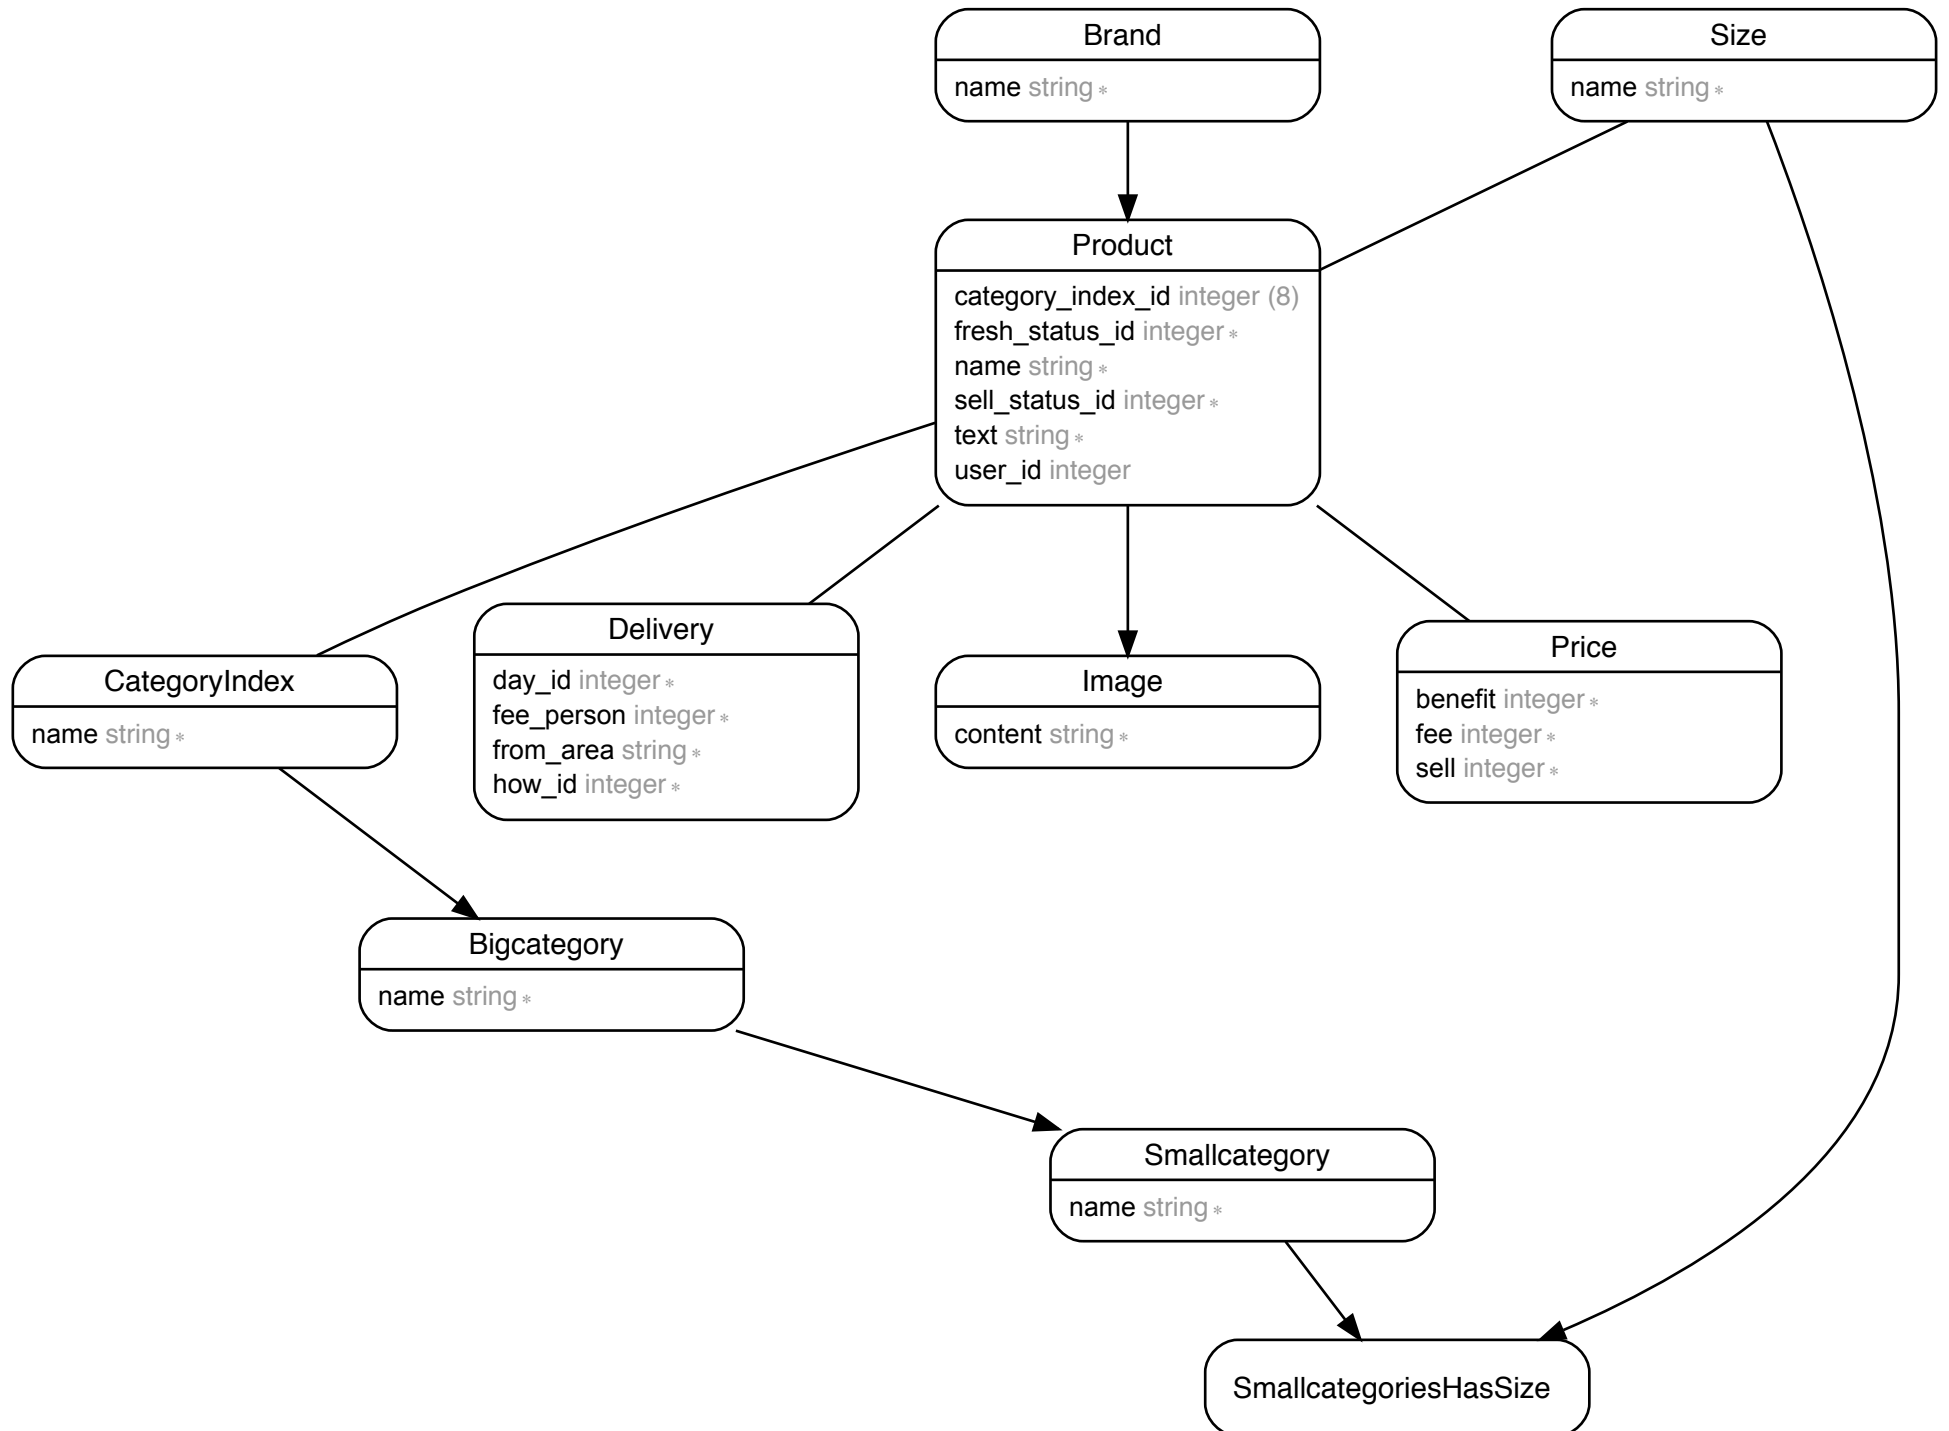 Brand
name string *
Size
name string *
Product
category_index_id integer (8)
fresh_status_id integer *
name string *
sell_status_id integer *
text string *
user_id integer
CategoryIndex
name string *
Delivery
day_id integer *
fee_person integer *
from_area string *
how_id integer *
Image
content string *
Price
benefit integer *
fee integer *
sell integer *
Bigcategory
name string *
Smallcategory
name string *
SmallcategoriesHasSize